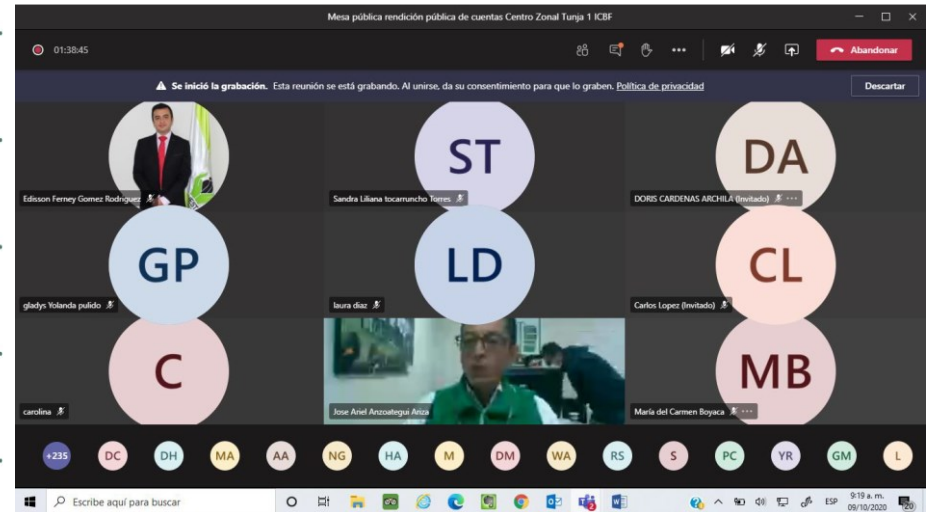 Mesa pública rendición pública de cuentas Centro Zonal Tunja 1 ICBF
01:38:45
Abandonar
Se inició la grabación. Esta reunión se está grabando. Al unirse, da su consentimiento para que lo graben. Política de privacidad
Descartar
ST
DA
Edisson Ferney Gomez Rodriguez
Sandra Liliana tocarruncho Torres
DORIS CARDENAS ARCHILA (Invitado)
GP
LD
CL
gladys Yolanda pulido
laura diaz
Carlos Lopez (Invitado)
C
MB
carolina
Jose Ariel Anzoategui Ariza
María del Carmen Boyaca
+235 DC DH MA AA NG HA M DM WA RS S PC YR GM L
Escribe aquí para buscar
ESP
9:19 a. m.
09/10/2020
20